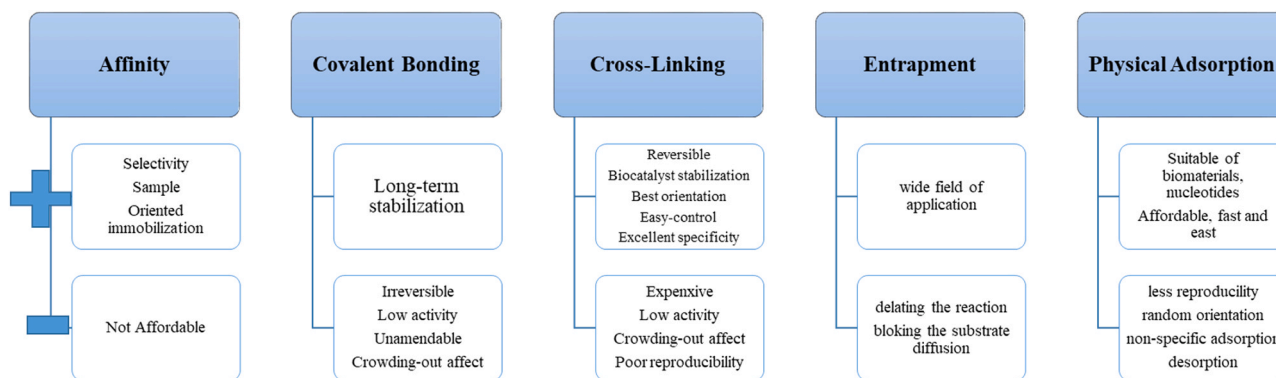 Affinity
Selectivity
Sample
Oriented
immobilization
Not Affordable
Covalent Bonding
Long-term
stabilization
Irreversible
Low activity
Unamendable
Crowding-out affect
Cross-Linking
Reversible
Biocatalyst stabilization
Best orientation
Easy-control
Excellent specificity
Expenxive
Low activity
Crowding-out affect
Poor reproducibility
Entrapment
wide field of
application
delating the reaction
bloking the substrate
diffusion
Physical Adsorption
Suitable of
biomaterials,
nucleotides
Affordable, fast and
east
less reproducility
random orientation
non-specific adsorption
desorption